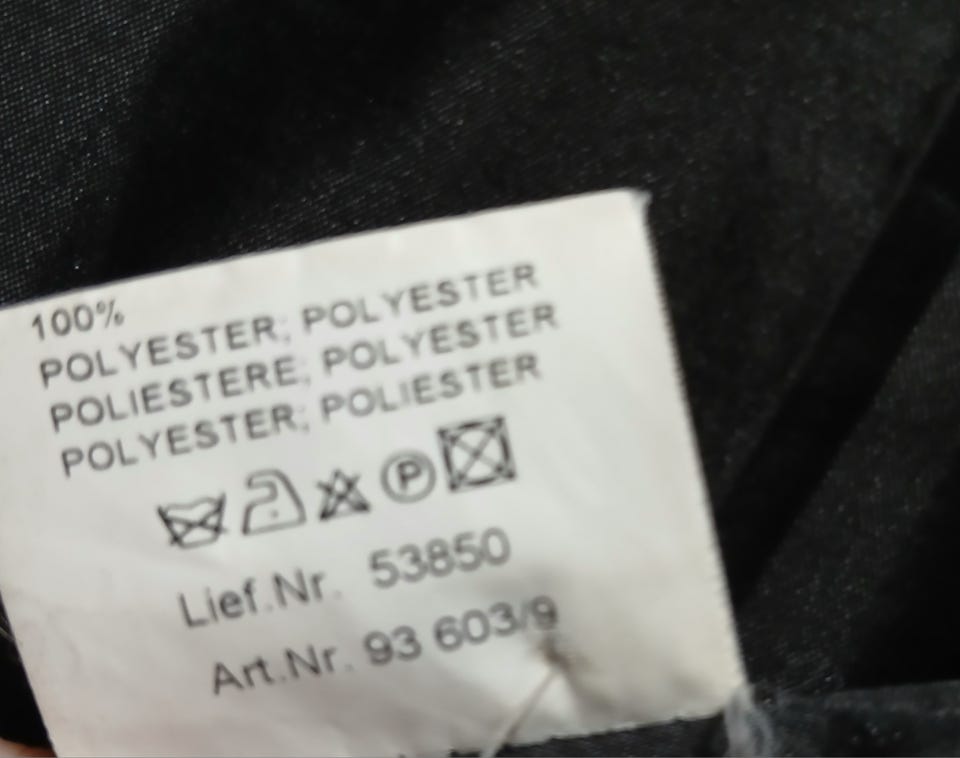 100%
POLYESTER; POLYESTER
POLIESTERE; POLYESTER
POLYESTER; POLIESTER
P
Lief.Nr. 53850
Art.Nr. 93 603/9